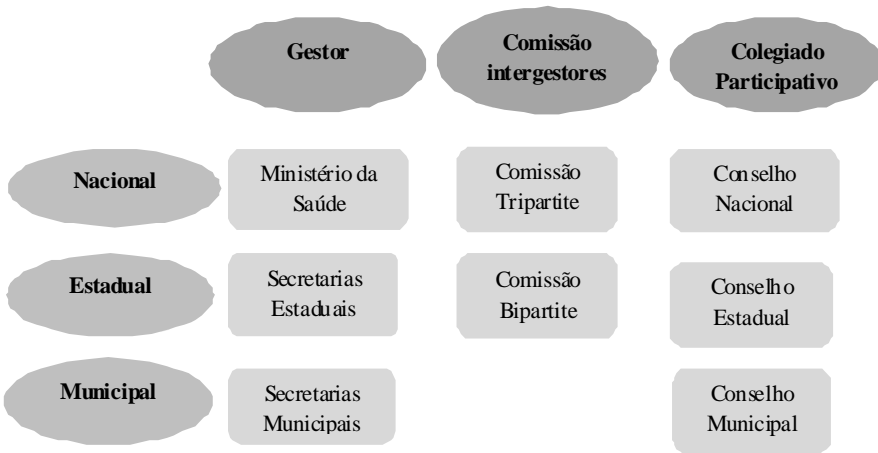 Gestor
Comissão
intergestores
Colegiado
Participativo
Nacional
Ministério da
Saúde
Comissão
Tripartite
Conselho
Nacional
Estadual
Secretarias
Estaduais
Comissão
Bipartite
Conselho
Estadual
Municipal
Secretarias
Municipais
Conselho
Municipal